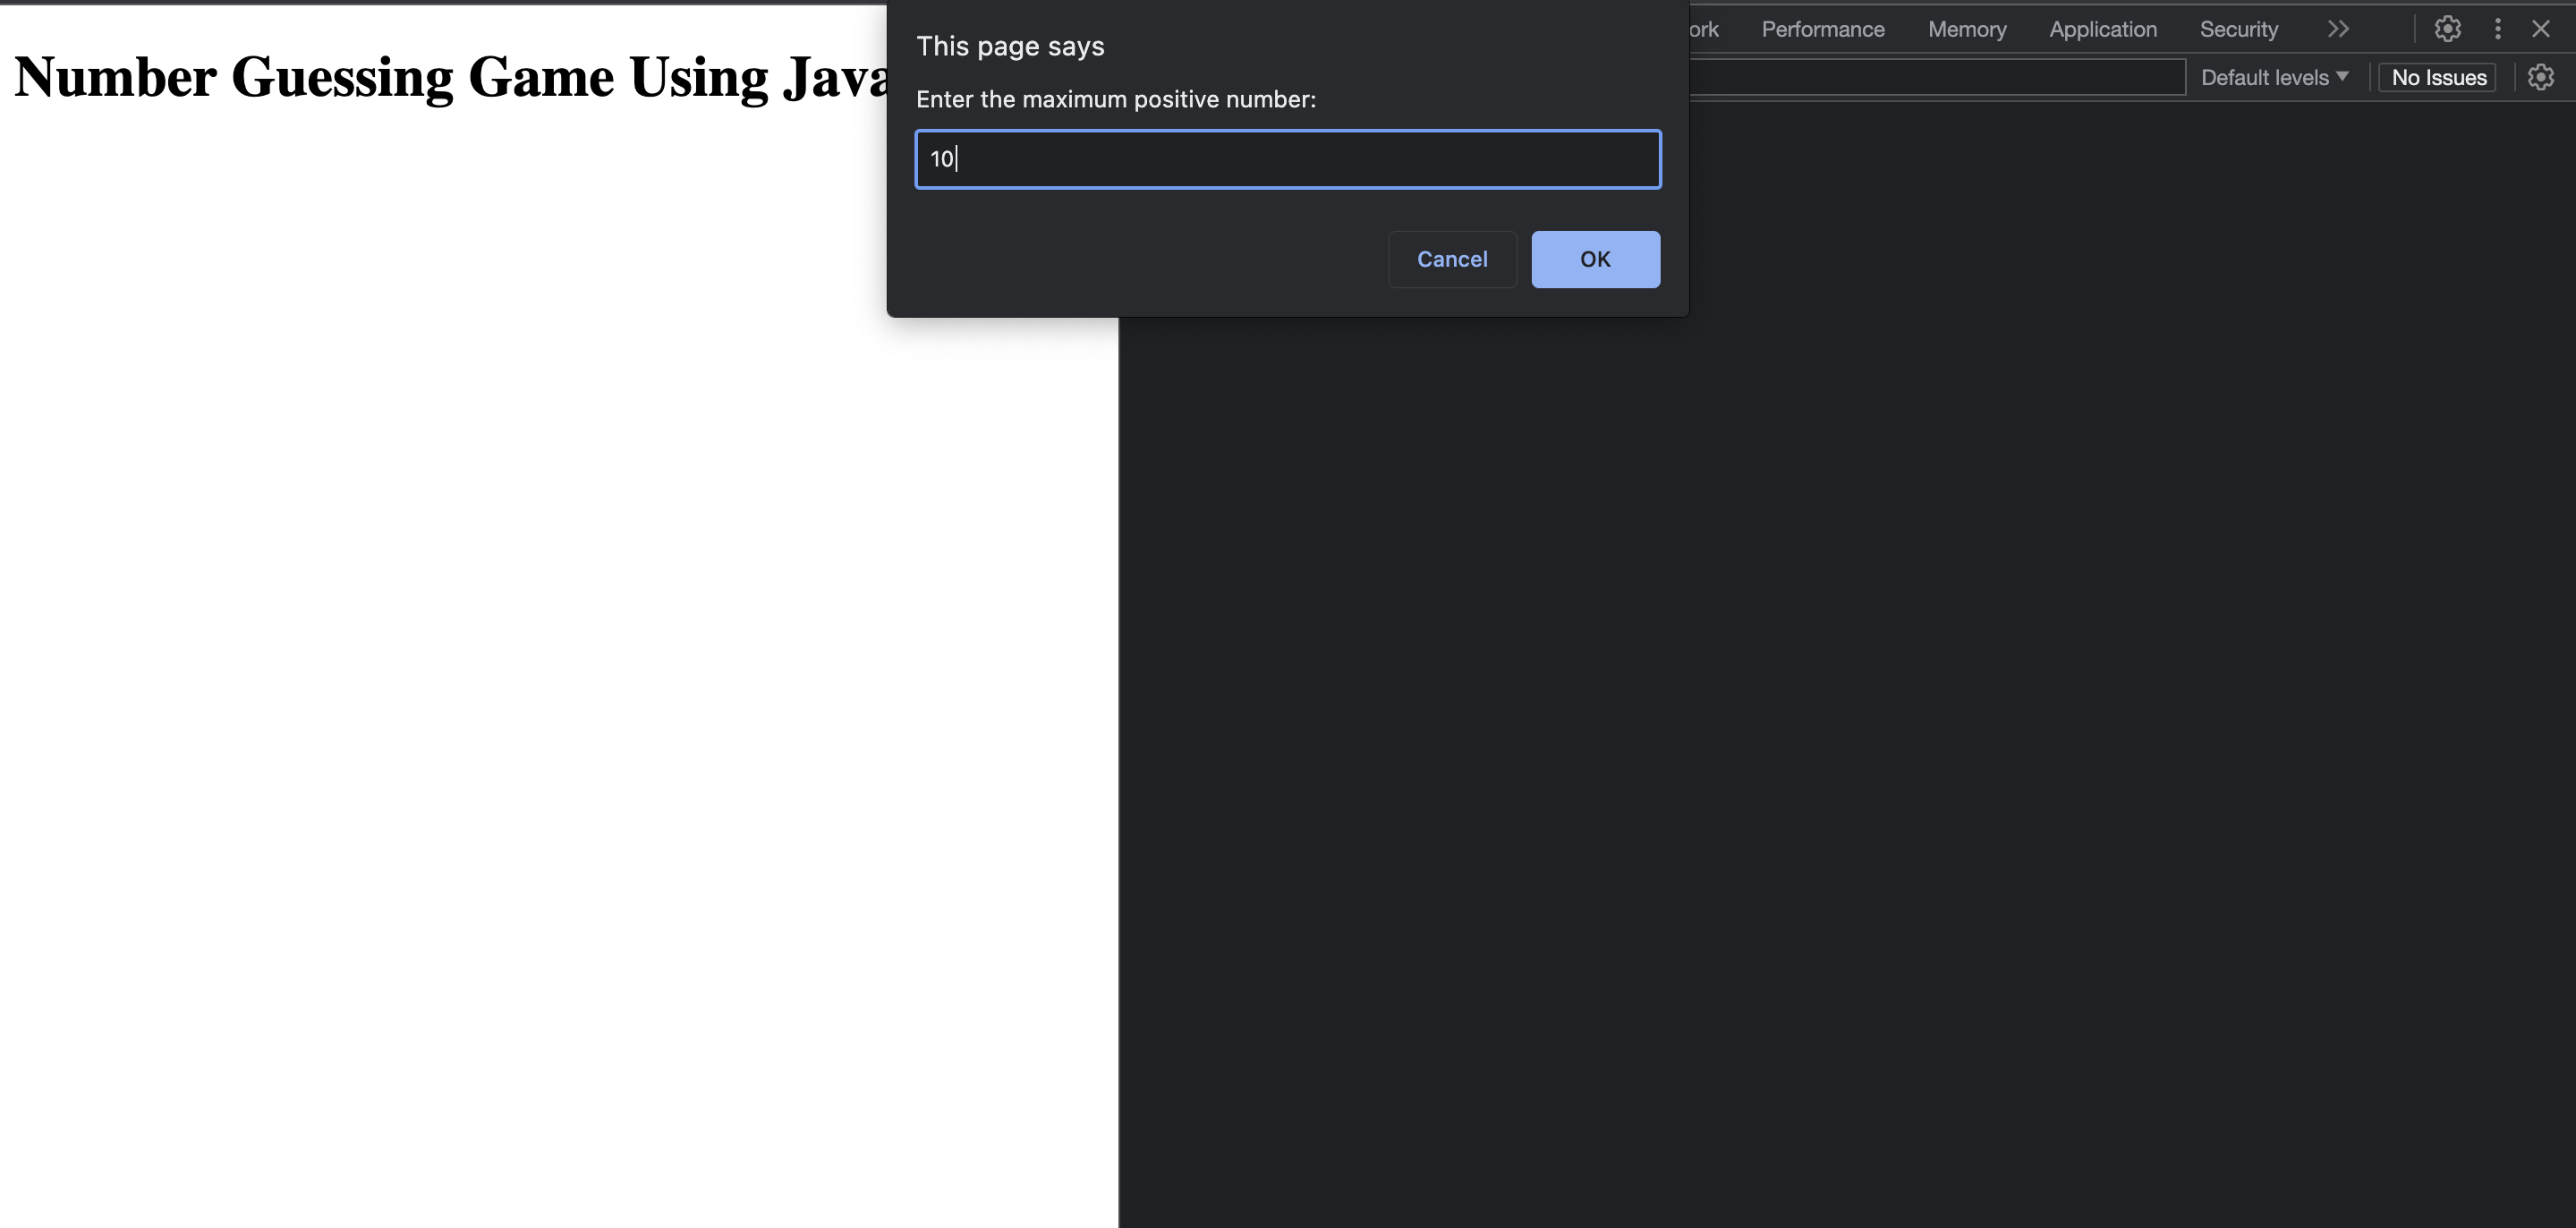 Number Guessing Game Using Java
This page says
Enter the maximum positive number:
10
Cancel
OK
Performance
Memory
Application
Security
Default levels
No Issues